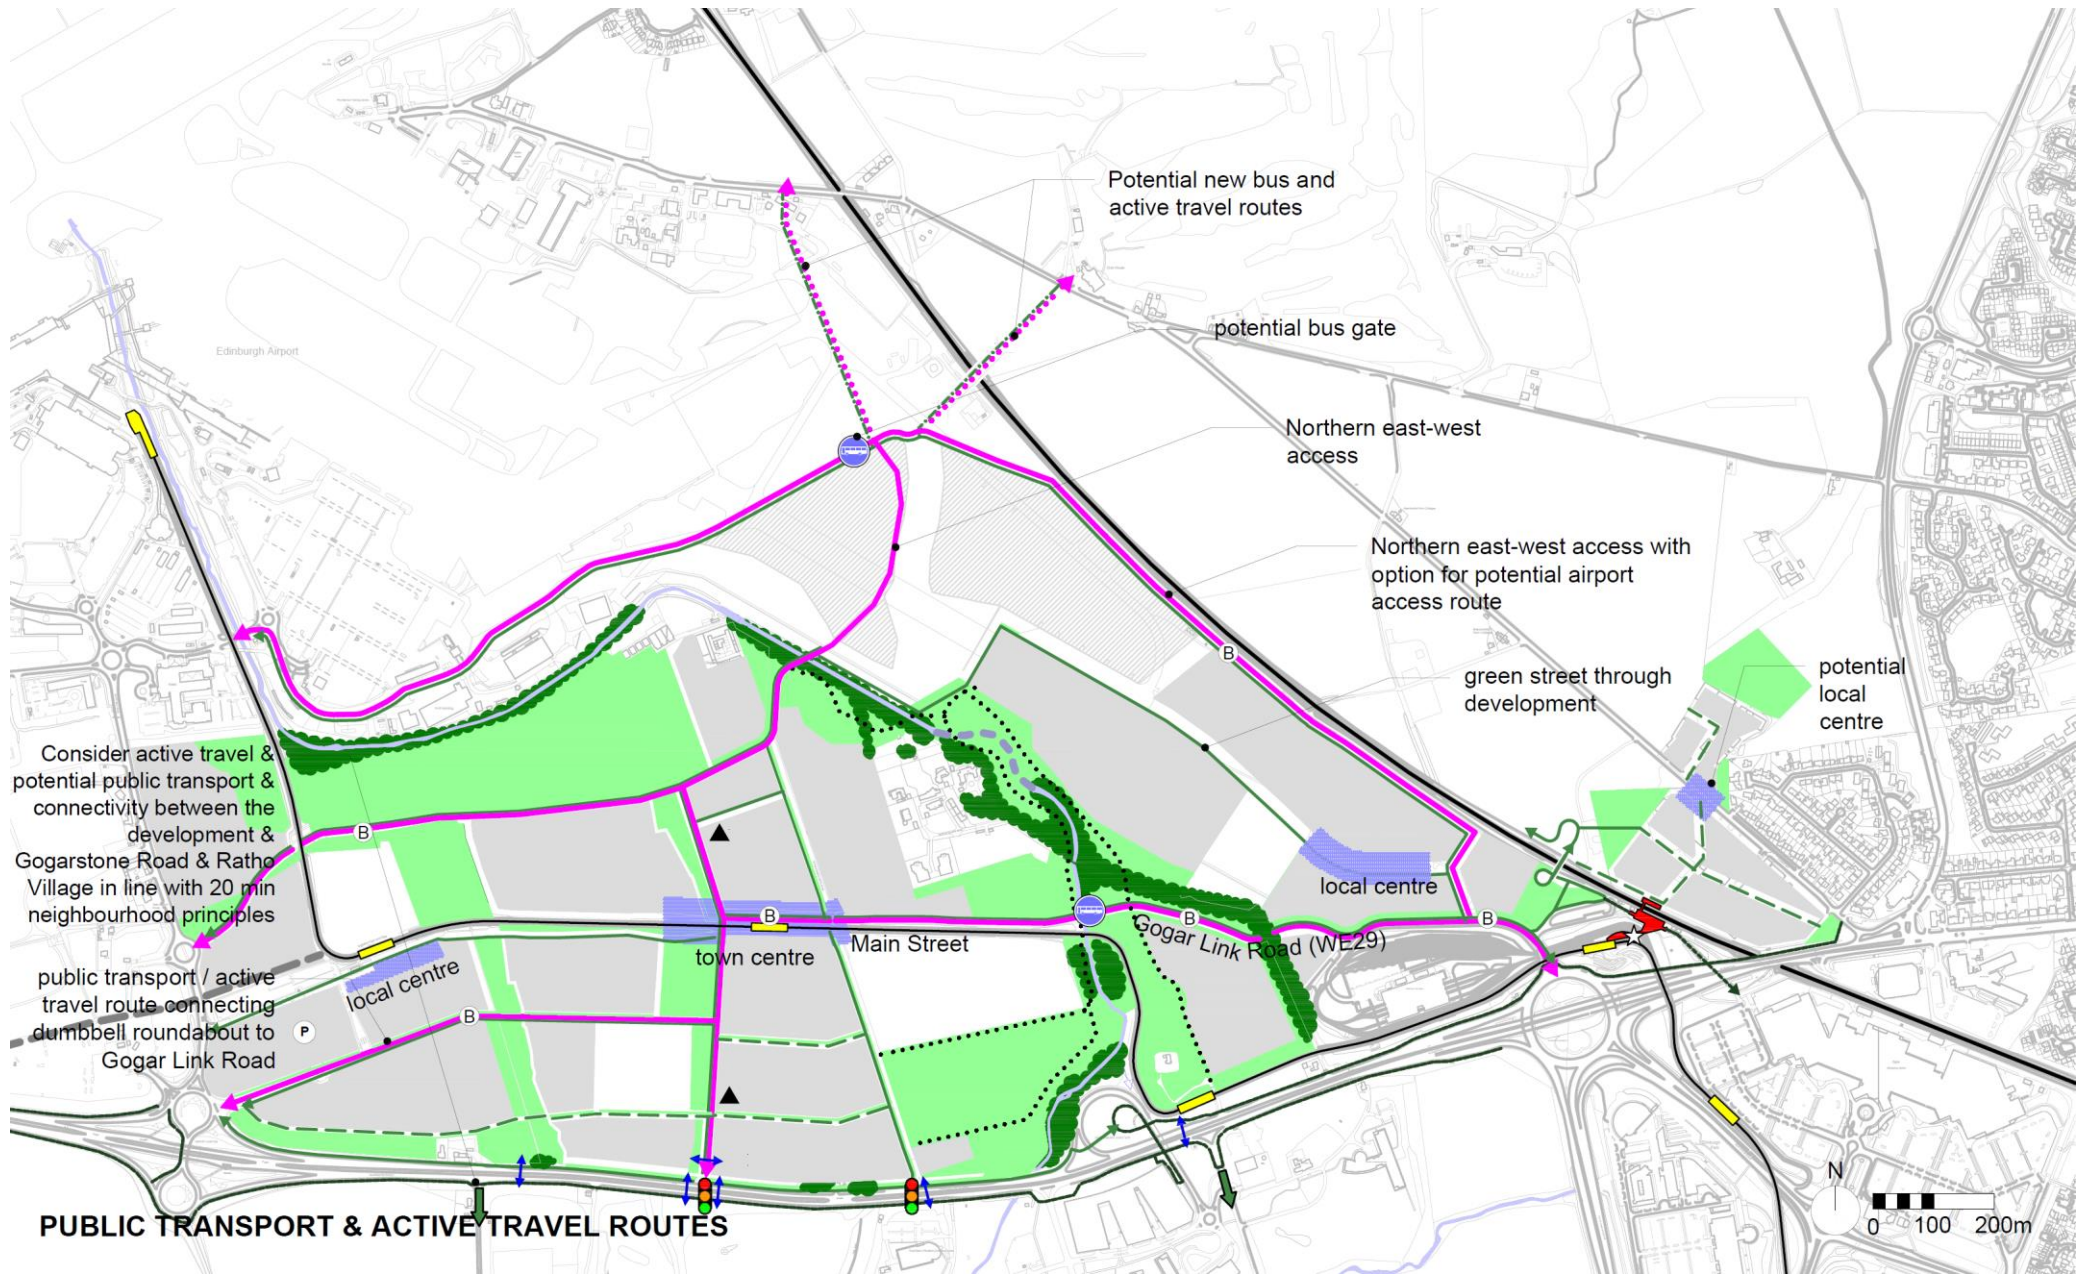 Potential new bus and
active travel routes
potential bus gate
Edinburgh Airport
Northern east-west
access
Northern east-west access with
option for potential airport
access route
B
green street through
development
potential
local
centre
Consider active travel &
potential public transport &
connectivity between the
development &
Gogarstone Road & Ratho
Village in line with 20 min
neighbourhood principles
B
local centre
B
B
B
Main Street
Gogar Link Road (WE29)
town centre
local centre
public transport / active
travel route connecting
dumbbell roundabout to
Gogar Link Road
B
P
N
0 100 200m
PUBLIC TRANSPORT & ACTIVE TRAVEL ROUTES